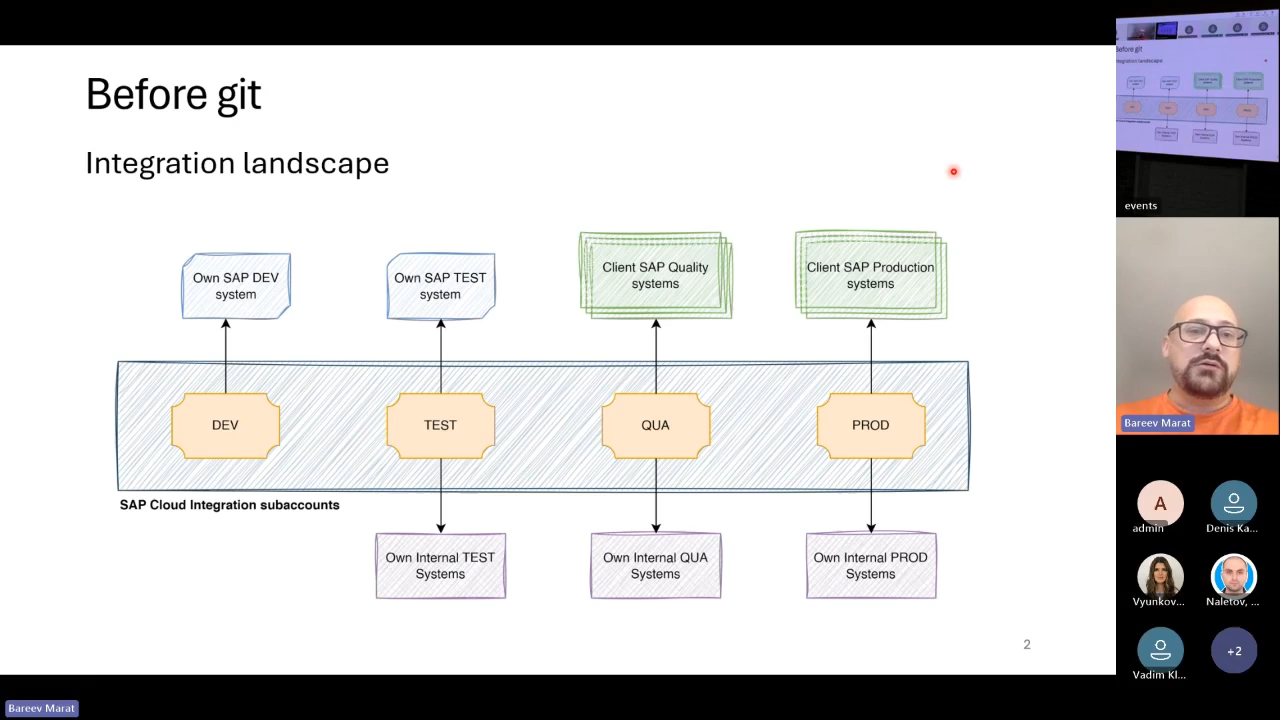 Before git
Integration landscape
Own SAP DEV
system
Own SAP TEST
system
Client SAP Quality
systems
Client SAP Production
systems
DEV
TEST
QUA
PROD
SAP Cloud Integration subaccounts
Own Internal TEST
Systems
Own Internal QUA
Systems
Own Internal PROD
Systems
2
Bareev Marat
events
Bareev Marat
A
admin
Denis Ka...
Vyunkov...
Naletov, ...
Vadim Kl...
+2